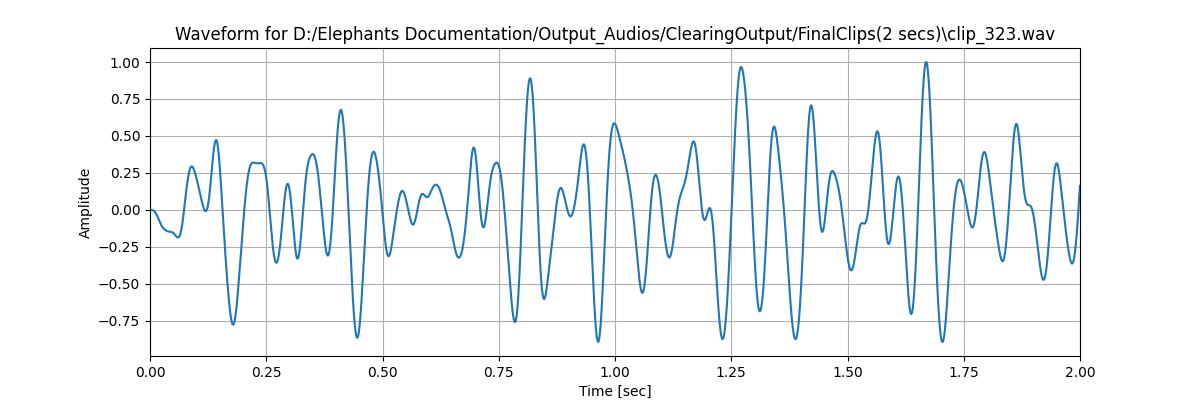 Waveform for D:/Elephants Documentation/Output_Audios/ClearingOutput/FinalClips(2 secs)\clip_323.wav
1.00
0.75
0.50
0.25
0.00
−0.25
−0.50
−0.75
Amplitude
0.00 0.25 0.50 0.75 1.00 1.25 1.50 1.75 2.00
Time [sec]